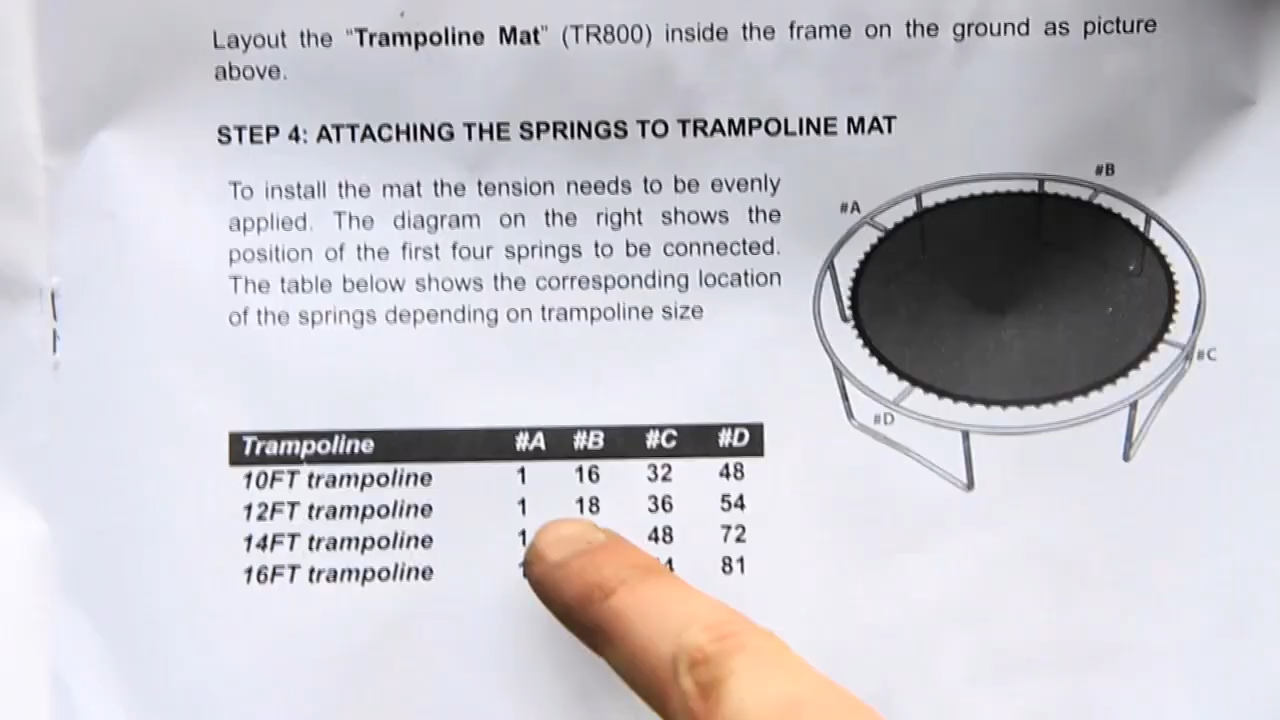 Layout the "Trampoline Mat" (TR800) inside the frame on the ground as picture
above.
STEP 4: ATTACHING THE SPRINGS TO TRAMPOLINE MAT
To install the mat the tension needs to be evenly
applied. The diagram on the right shows the
position of the first four springs to be connected.
The table below shows the corresponding location
of the springs depending on trampoline size
#A
#B
#C
#D
Trampoline #A #B #C #D
10FT trampoline 1 16 32 48
12FT trampoline 1 18 36 54
14FT trampoline 1 48 72
16FT trampoline 81